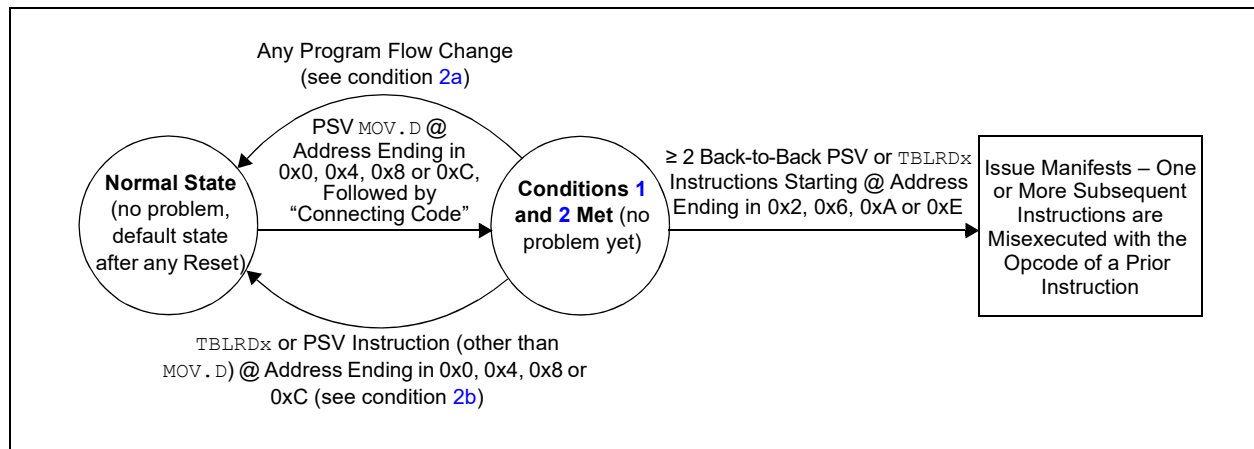 Any Program Flow Change
(see condition 2a)
PSV MOV.D @
Address Ending in
0x0, 0x4, 0x8 or 0xC,
Followed by
“Connecting Code”
Normal State
(no problem,
default state
after any Reset)
Conditions 1
and 2 Met (no
problem yet)
≥ 2 Back-to-Back PSV or TBLRDx
Instructions Starting @ Address
Ending in 0x2, 0x6, 0xA or 0xE
Issue Manifests – One
or More Subsequent
Instructions are
Misexecuted with the
Opcode of a Prior
Instruction
TBLRDx or PSV Instruction (other than
MOV.D) @ Address Ending in 0x0, 0x4, 0x8 or
0xC (see condition 2b)